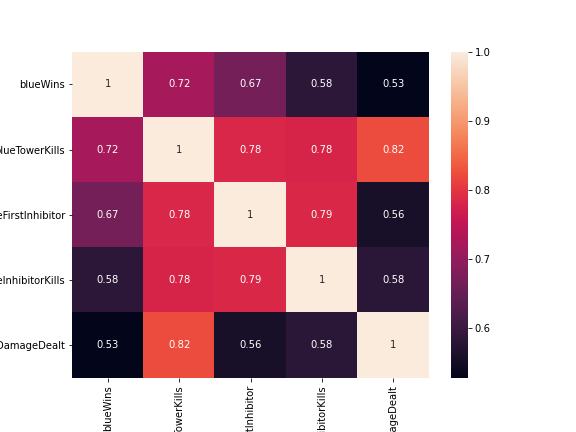 blueWins 1 0.72 0.67 0.58 0.53
lueTowerKills 0.72 1 0.78 0.78 0.82
eFirstInhibitor 0.67 0.78 1 0.79 0.56
eInhibitorKills 0.58 0.78 0.79 1 0.58
DamageDealt 0.53 0.82 0.56 0.58 1
blueWins
TowerKills
tInhibitor
ibitorKills
ageDealt
1.0
0.9
0.8
0.7
0.6